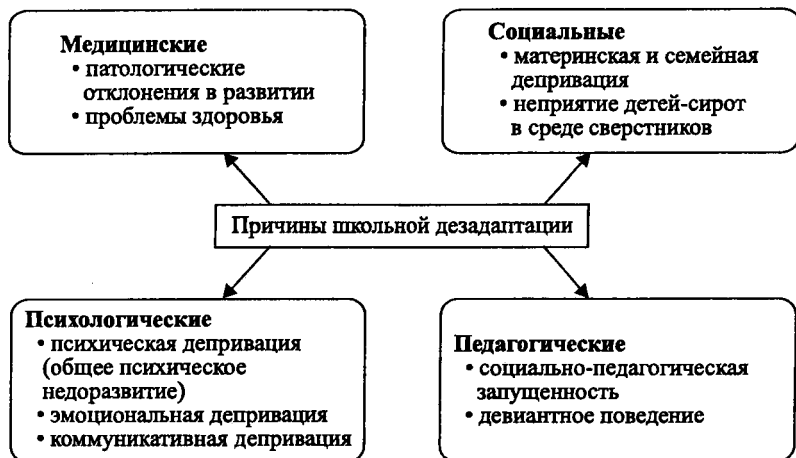 Медицинские
• патологические
отклонения в развитии
• проблемы здоровья
Социальные
• материнская и семейная
депривация
• неприятие детей-сирот
в среде сверстников
Причины школьной дезадаптации
Психологические
• психическая депривация
(общее психическое
недоразвитие)
• эмоциональная депривация
• коммуникативная депривация
Педагогические
• социально-педагогическая
запущенность
• девиантное поведение